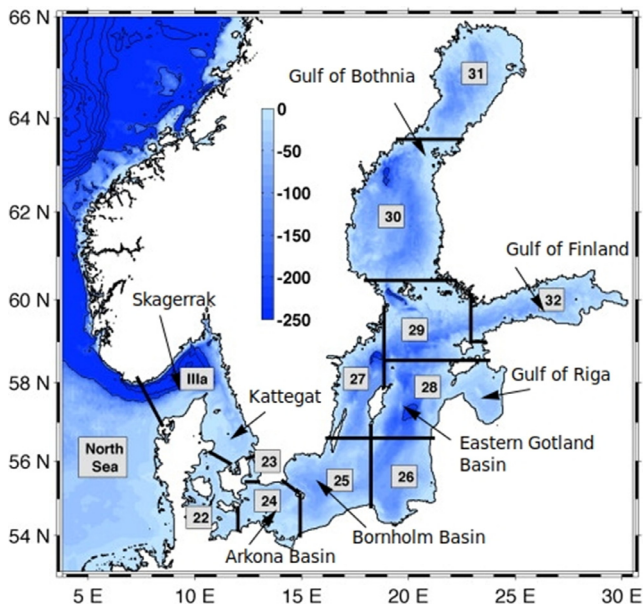 66 N
64 N
62 N
60 N
58 N
56 N
54 N
5 E
10 E
15 E
20 E
25 E
30 E
0
-50
-100
-150
-200
-250
Gulf of Bothnia
31
30
Gulf of Finland
32
29
Skagerrak
IIIa
27
28
Gulf of Riga
Kattegat
North
Sea
23
Eastern Gotland
Basin
25
26
24
22
Bornholm Basin
Arkona Basin